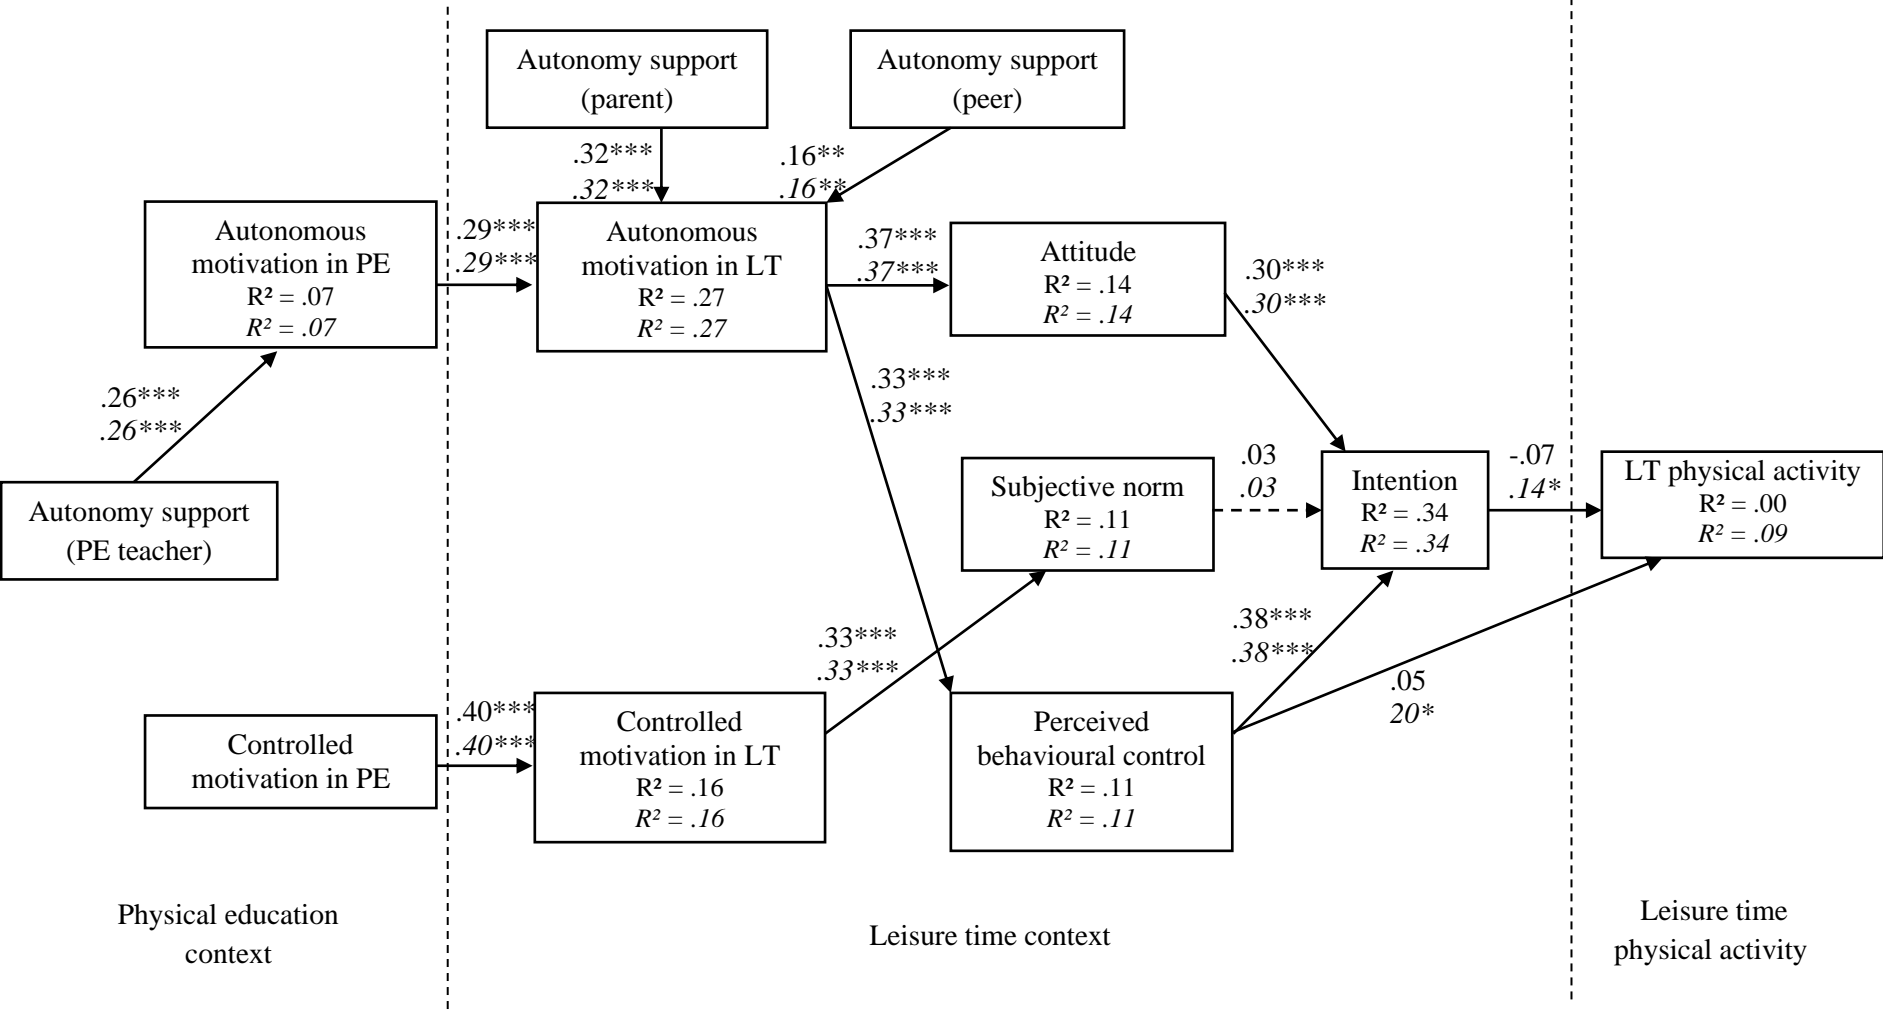 Autonomy support
(parent)
Autonomy support
(peer)
.32***
.32***
.16**
.16**
Autonomous
motivation in PE
R² = .07
R² = .07
.29***
.29***
Autonomous
motivation in LT
R² = .27
R² = .27
.37***
.37***
Attitude
R² = .14
R² = .14
.30***
.30***
.26***
.26***
.33***
.33***
Autonomy support
(PE teacher)
Subjective norm
R² = .11
R² = .11
.03
.03
Intention
R² = .34
R² = .34
-.07
.14*
LT physical activity
R² = .00
R² = .09
.33***
.33***
.38***
.38***
.05
20*
Controlled
motivation in PE
.40***
.40***
Controlled
motivation in LT
R² = .16
R² = .16
Perceived
behavioural control
R² = .11
R² = .11
Physical education
context
Leisure time context
Leisure time
physical activity